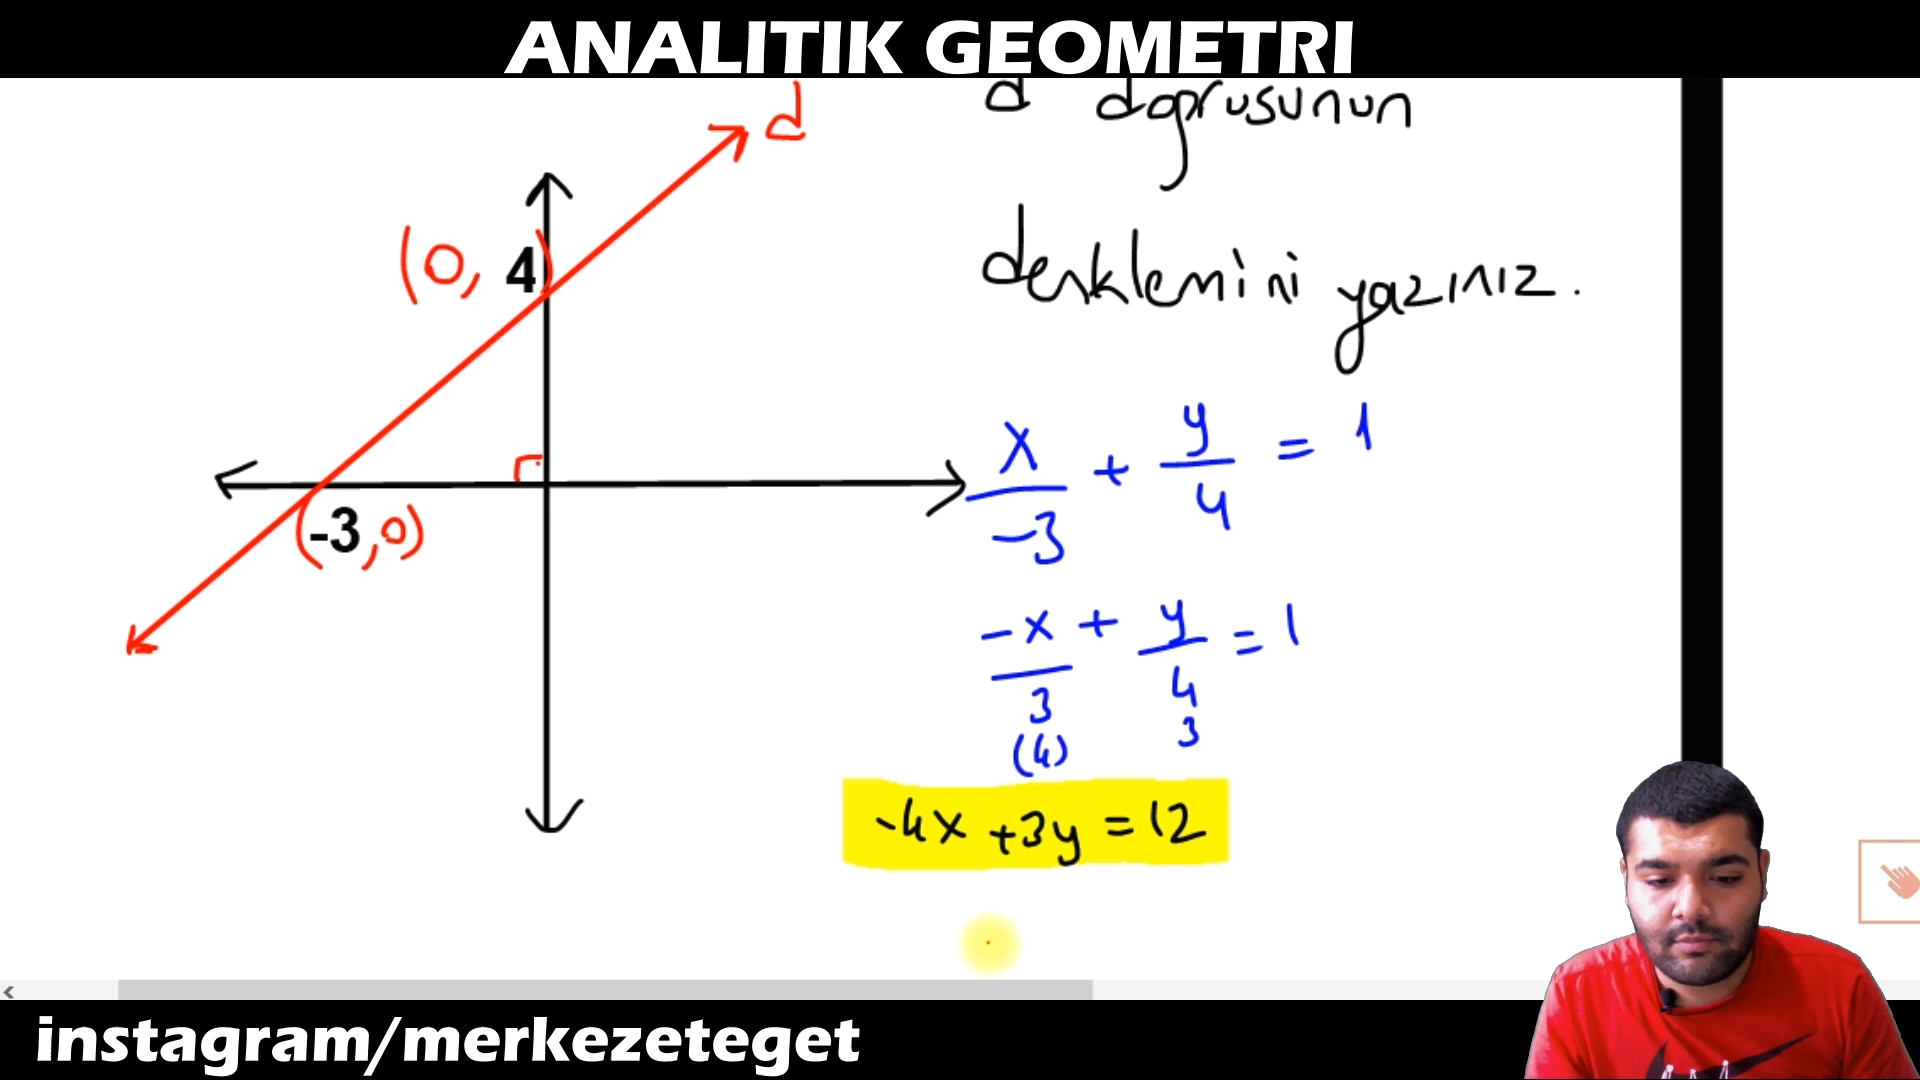 ANALITIK GEOMETRI
d doğrusunun
denklemini yazınız.
d
(0, 4)
(-3,0)
x/-3 + y/4 = 1
-x/3 + y/4 = 1
(4) 3
-4x +3y = 12
instagram/merkezeteget